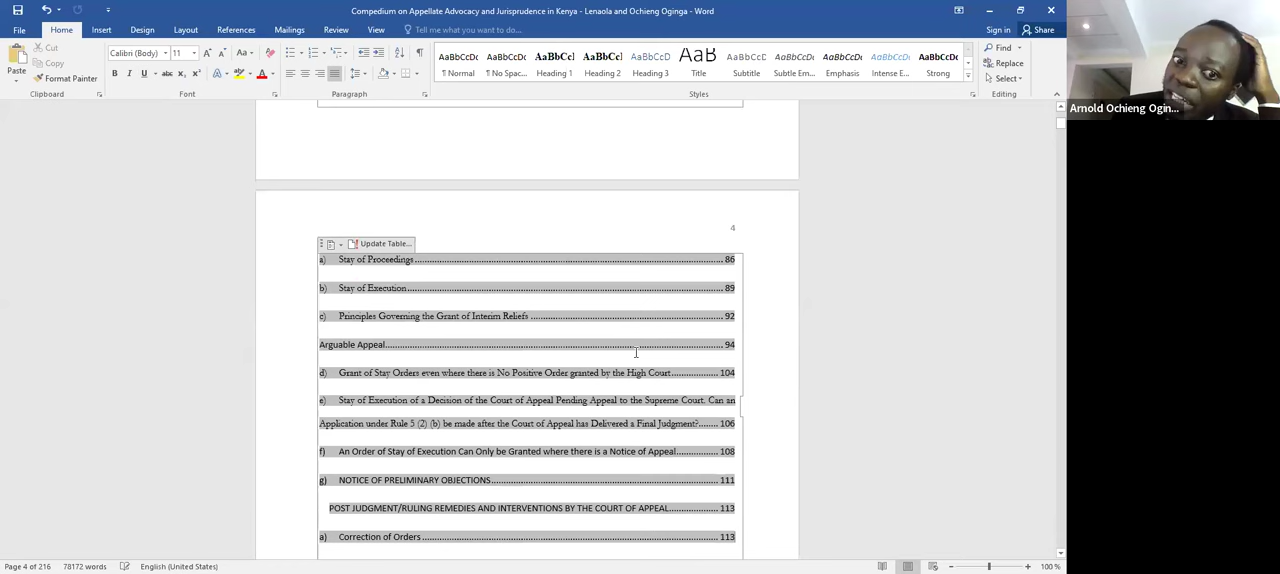 Compedium on Appellate Advocacy and Jurisprudence in Kenya - Lenaola and Ochieng Oginga - Word
File Home Insert Design Layout References Mailings Review View Tell me what you want to do... Sign in Share
Cut
Copy
Format Painter
Paste
Clipboard
Calibri (Body) 11
Font
Paragraph
AaBbCcDc AaBbCcDc AaBbCcI AaBbCcI AaBbCcD AaB AaBbCcD AaBbCcDc AaBbCcDc AaBbCcDc AaBbCcDc
¶ Normal ¶ No Spac... Heading 1 Heading 2 Heading 3 Title Subtitle Subtle Em... Emphasis Intense E... Strong
Styles
Find
Replace
Select
Editing
Arnold Ochieng Ogin...
4
Update Table...
a) Stay of Proceedings 86
b) Stay of Execution 89
c) Principles Governing the Grant of Interim Reliefs 92
Arguable Appeal 94
d) Grant of Stay Orders even where there is No Positive Order granted by the High Court 104
e) Stay of Execution of a Decision of the Court of Appeal Pending Appeal to the Supreme Court. Can an
Application under Rule 5 (2) (b) be made after the Court of Appeal has Delivered a Final Judgment? 106
f) An Order of Stay of Execution Can Only be Granted where there is a Notice of Appeal 108
g) NOTICE OF PRELIMINARY OBJECTIONS 111
POST JUDGMENT/RULING REMEDIES AND INTERVENTIONS BY THE COURT OF APPEAL 113
a) Correction of Orders 113
Page 4 of 216 78172 words English (United States) 100 %